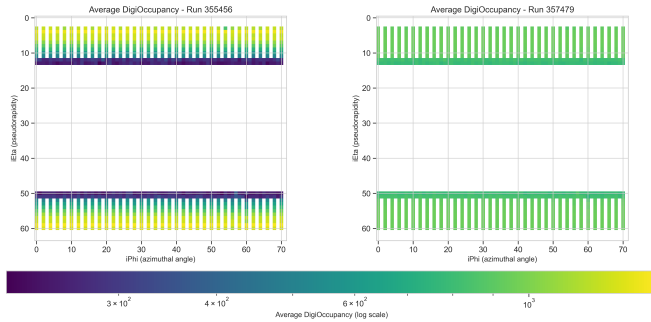 Average DigiOccupancy - Run 355456
Average DigiOccupancy - Run 357479
iEta (pseudorapidity)
0
10
20
30
40
50
60
0 10 20 30 40 50 60 70
iPhi (azimuthal angle)
iEta (pseudorapidity)
0
10
20
30
40
50
60
0 10 20 30 40 50 60 70
iPhi (azimuthal angle)
3 × 10² 4 × 10² 6 × 10² 10³
Average DigiOccupancy (log scale)